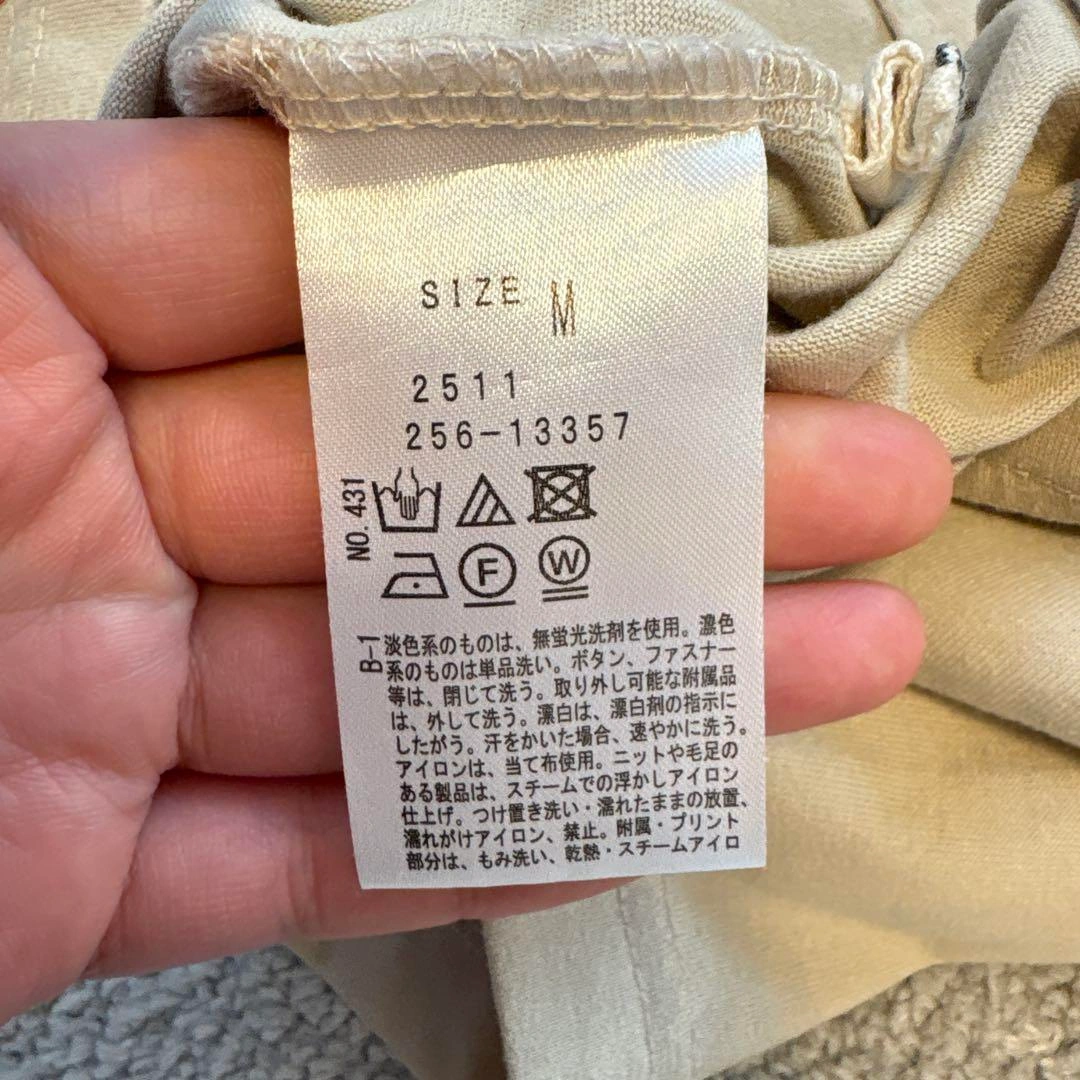 SIZE M
2511
256-13357
NO.431
F W
B-1
淡色系のものは、無蛍光洗剤を使用。濃色
系のものは単品洗い。ボタン、ファスナー
等は、閉じて洗う。取り外し可能な附属品
は、外して洗う。漂白は、漂白剤の指示に
したがう。汗をかいた場合、速やかに洗う。
アイロンは、当て布使用。ニットや毛足の
ある製品は、スチームでの浮かしアイロン
仕上げ。つけ置き洗い・濡れたままの放置、
濡れがけアイロン、禁止。附属・プリント
部分は、もみ洗い、乾熱・スチームアイロ